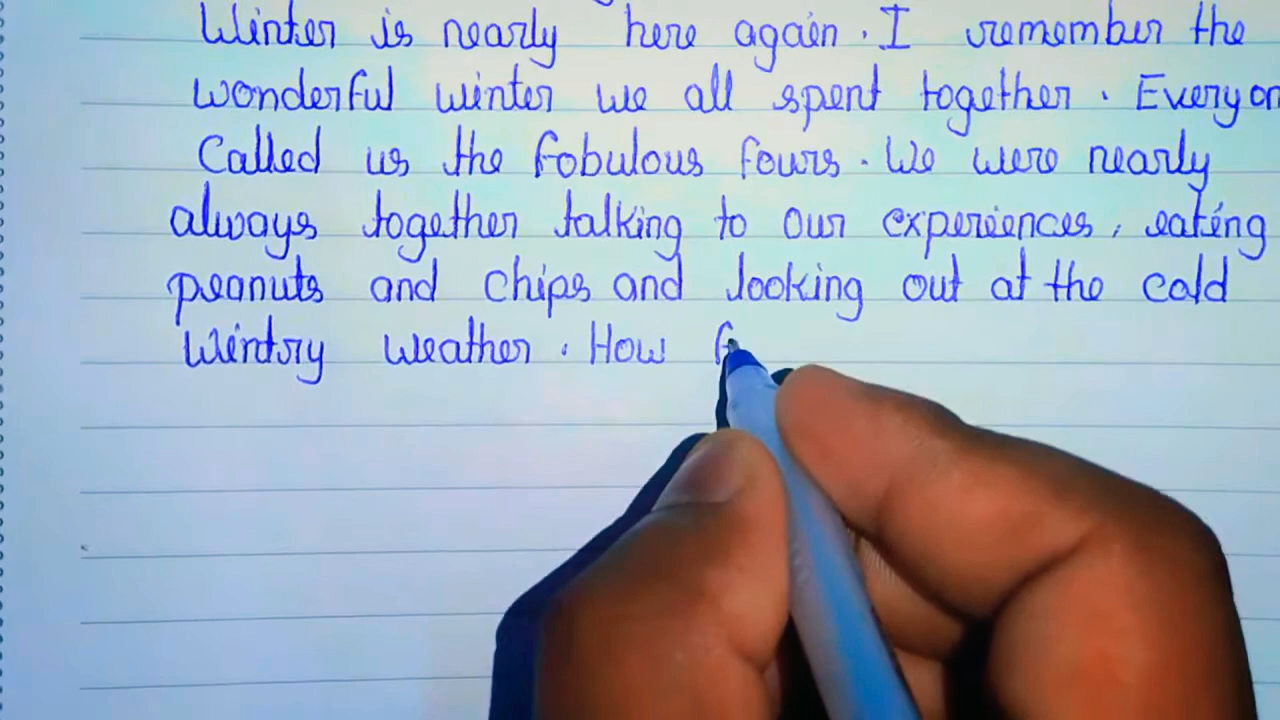 Winter is nearly here again. I remember the
wonderful winter we all spent together. Everyon
Called us the fobulous fours. We were nearly
always together talking to our experiences, eating
peanuts and chips and looking out at the cold
Wintry weather. How